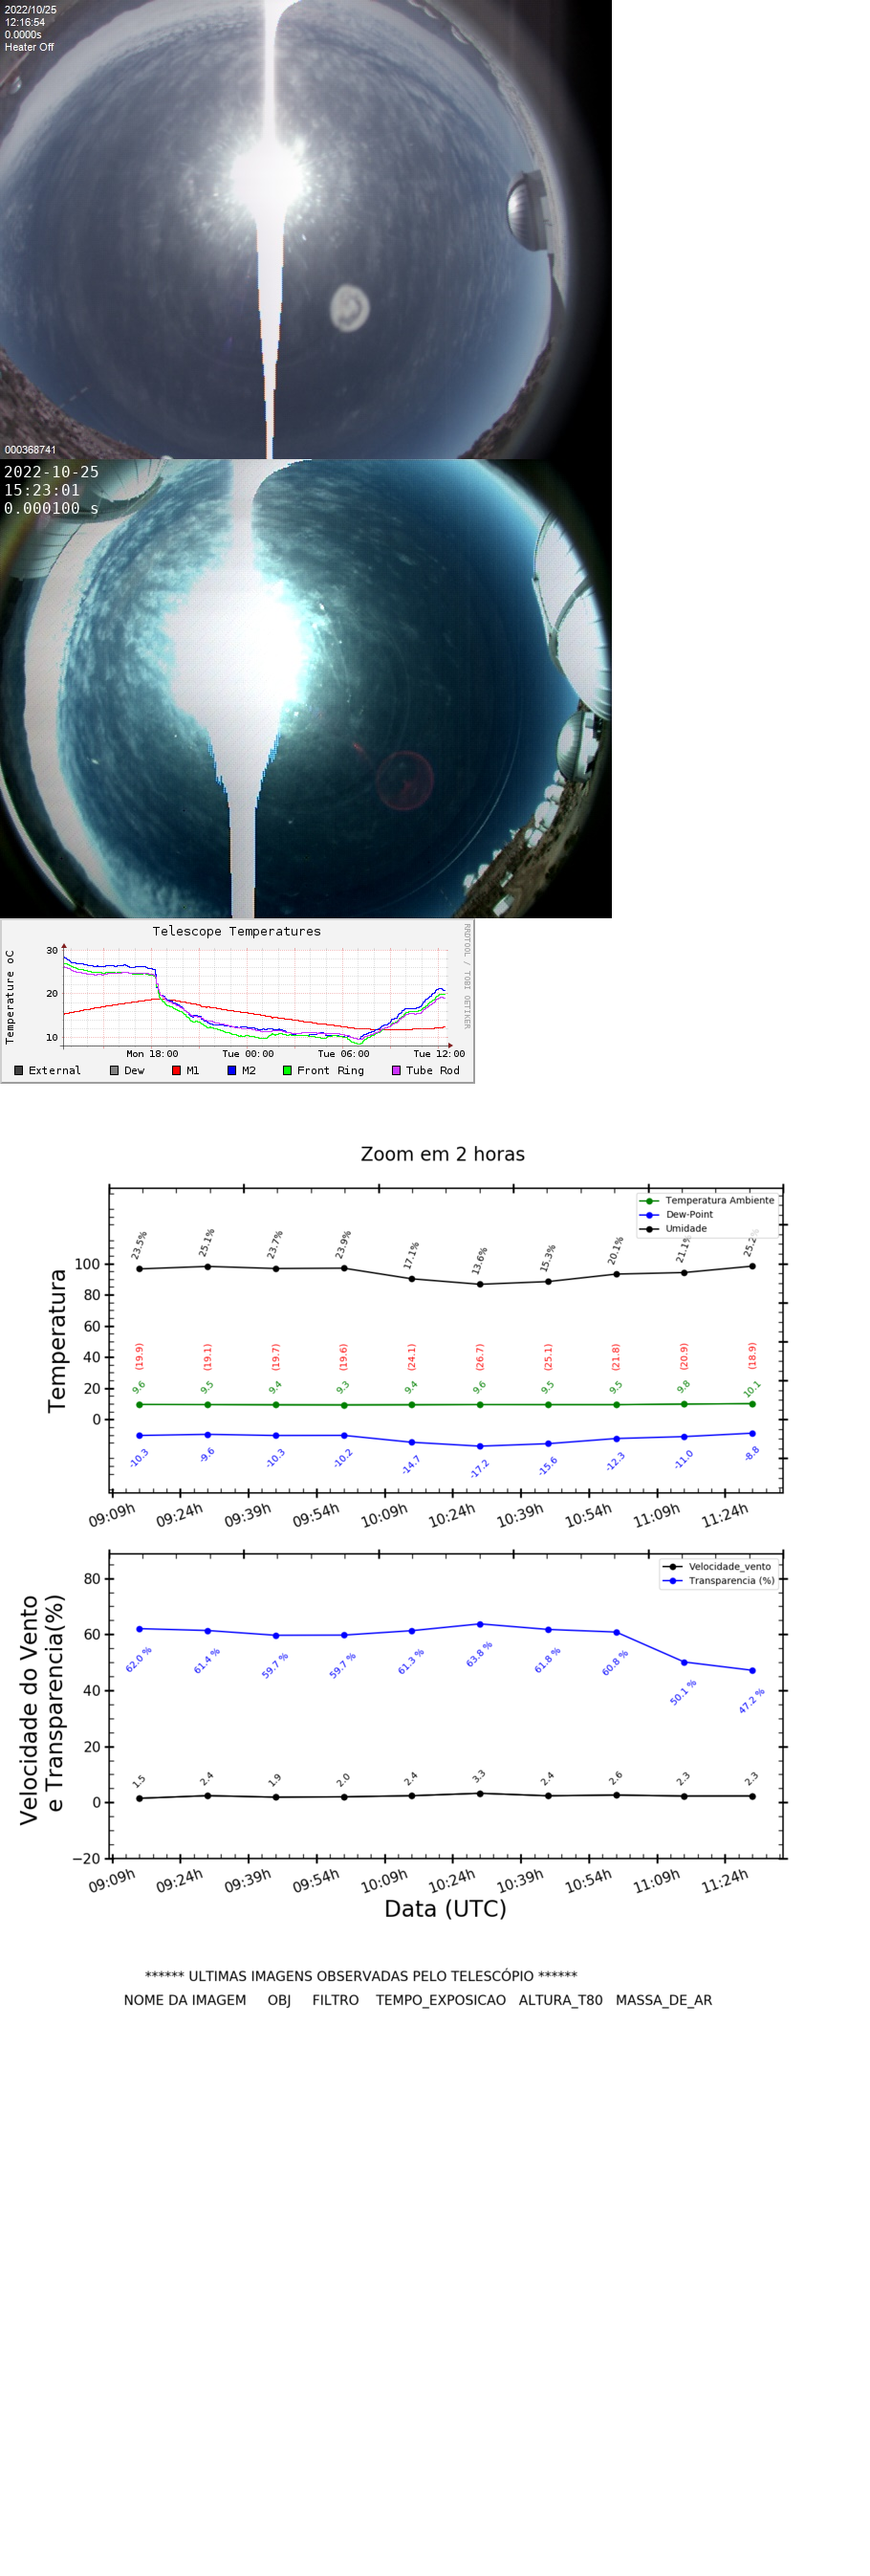 2022/10/25
12:16:54
0.0000s
Heater Off
000368741
2022-10-25
15:23:01
0.000100 s
Telescope Temperatures
RRDTOOL / TOBI OETIKER
Temperature oC
30
20
10
Mon 18:00 Tue 00:00 Tue 06:00 Tue 12:00
External Dew M1 M2 Front Ring Tube Rod
Zoom em 2 horas
Temperatura Ambiente
Dew-Point
Umidade
Temperatura
100
80
60
40
20
0
23.5% 25.1% 23.7% 23.9% 17.1% 13.6% 15.3% 20.1% 21.1% 25.2%
(19.9) (19.1) (19.7) (19.6) (24.1) (26.7) (25.1) (21.8) (20.9) (18.9)
9.6 9.5 9.4 9.3 9.4 9.6 9.5 9.5 9.8 10.1
-10.3 -9.6 -10.3 -10.2 -14.7 -17.2 -15.6 -12.3 -11.0 -8.8
09:09h 09:24h 09:39h 09:54h 10:09h 10:24h 10:39h 10:54h 11:09h 11:24h
Velocidade_vento
Transparencia (%)
Velocidade do Vento
e Transparencia(%)
80
60
40
20
0
−20
62.0 % 61.4 % 59.7 % 59.7 % 61.3 % 63.8 % 61.8 % 60.8 % 50.1 % 47.2 %
1.5 2.4 1.9 2.0 2.4 3.3 2.4 2.6 2.3 2.3
09:09h 09:24h 09:39h 09:54h 10:09h 10:24h 10:39h 10:54h 11:09h 11:24h
Data (UTC)
****** ULTIMAS IMAGENS OBSERVADAS PELO TELESCÓPIO ******
NOME DA IMAGEM OBJ FILTRO TEMPO_EXPOSICAO ALTURA_T80 MASSA_DE_AR